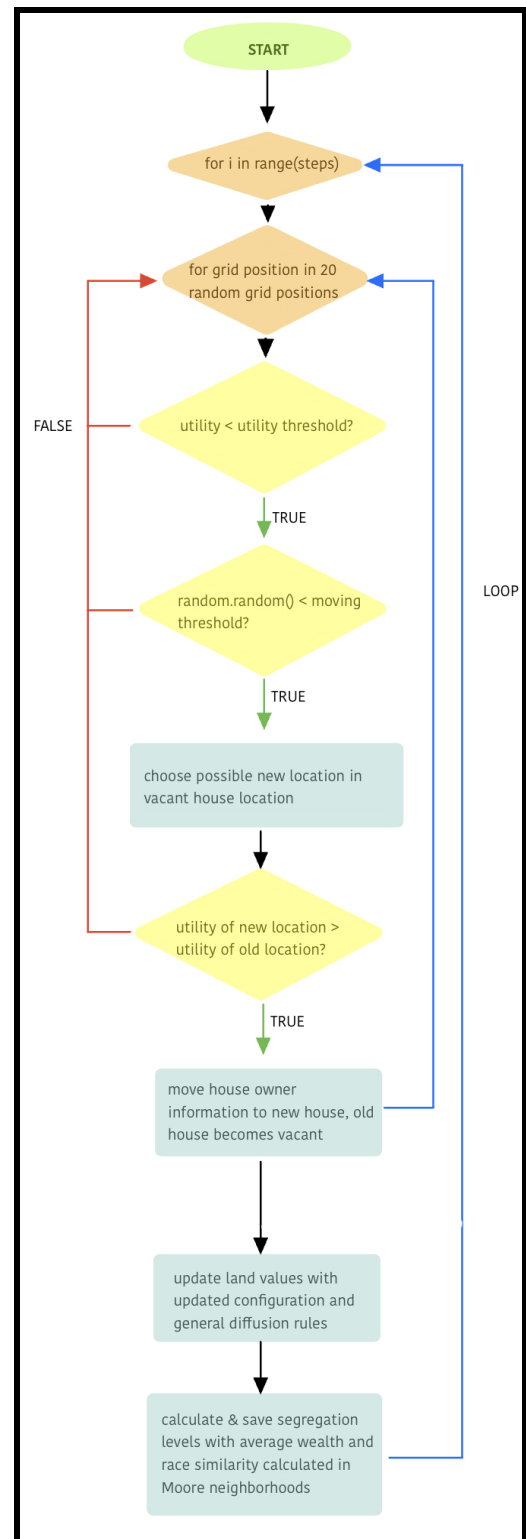 START
for i in range(steps)
for grid position in 20
random grid positions
utility < utility threshold?
FALSE
TRUE
random.random() < moving
threshold?
LOOP
TRUE
choose possible new location in
vacant house location
utility of new location >
utility of old location?
TRUE
move house owner
information to new house, old
house becomes vacant
update land values with
updated configuration and
general diffusion rules
calculate & save segregation
levels with average wealth and
race similarity calculated in
Moore neighborhoods